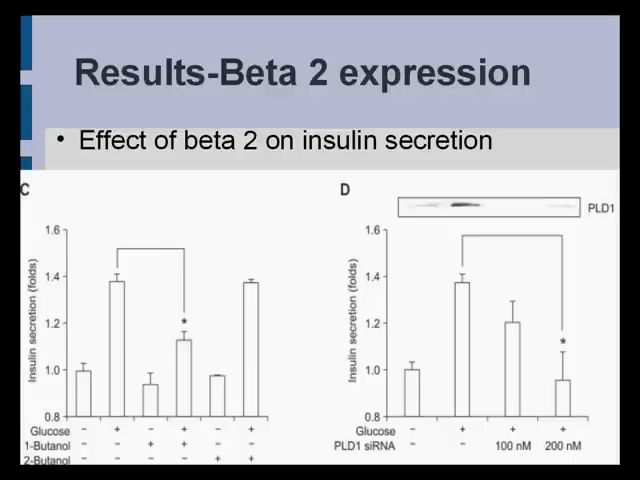 Results-Beta 2 expression
• Effect of beta 2 on insulin secretion
C
Insulin secretion (folds)
1.6
1.4
1.2
1.0
0.8
*
Glucose − + − + − +
1-Butanol − − + + − −
2-Butanol − − − − + +
D
PLD1
Insulin secretion (folds)
1.6
1.4
1.2
1.0
0.8
*
Glucose − + + +
PLD1 siRNA − − 100 nM 200 nM